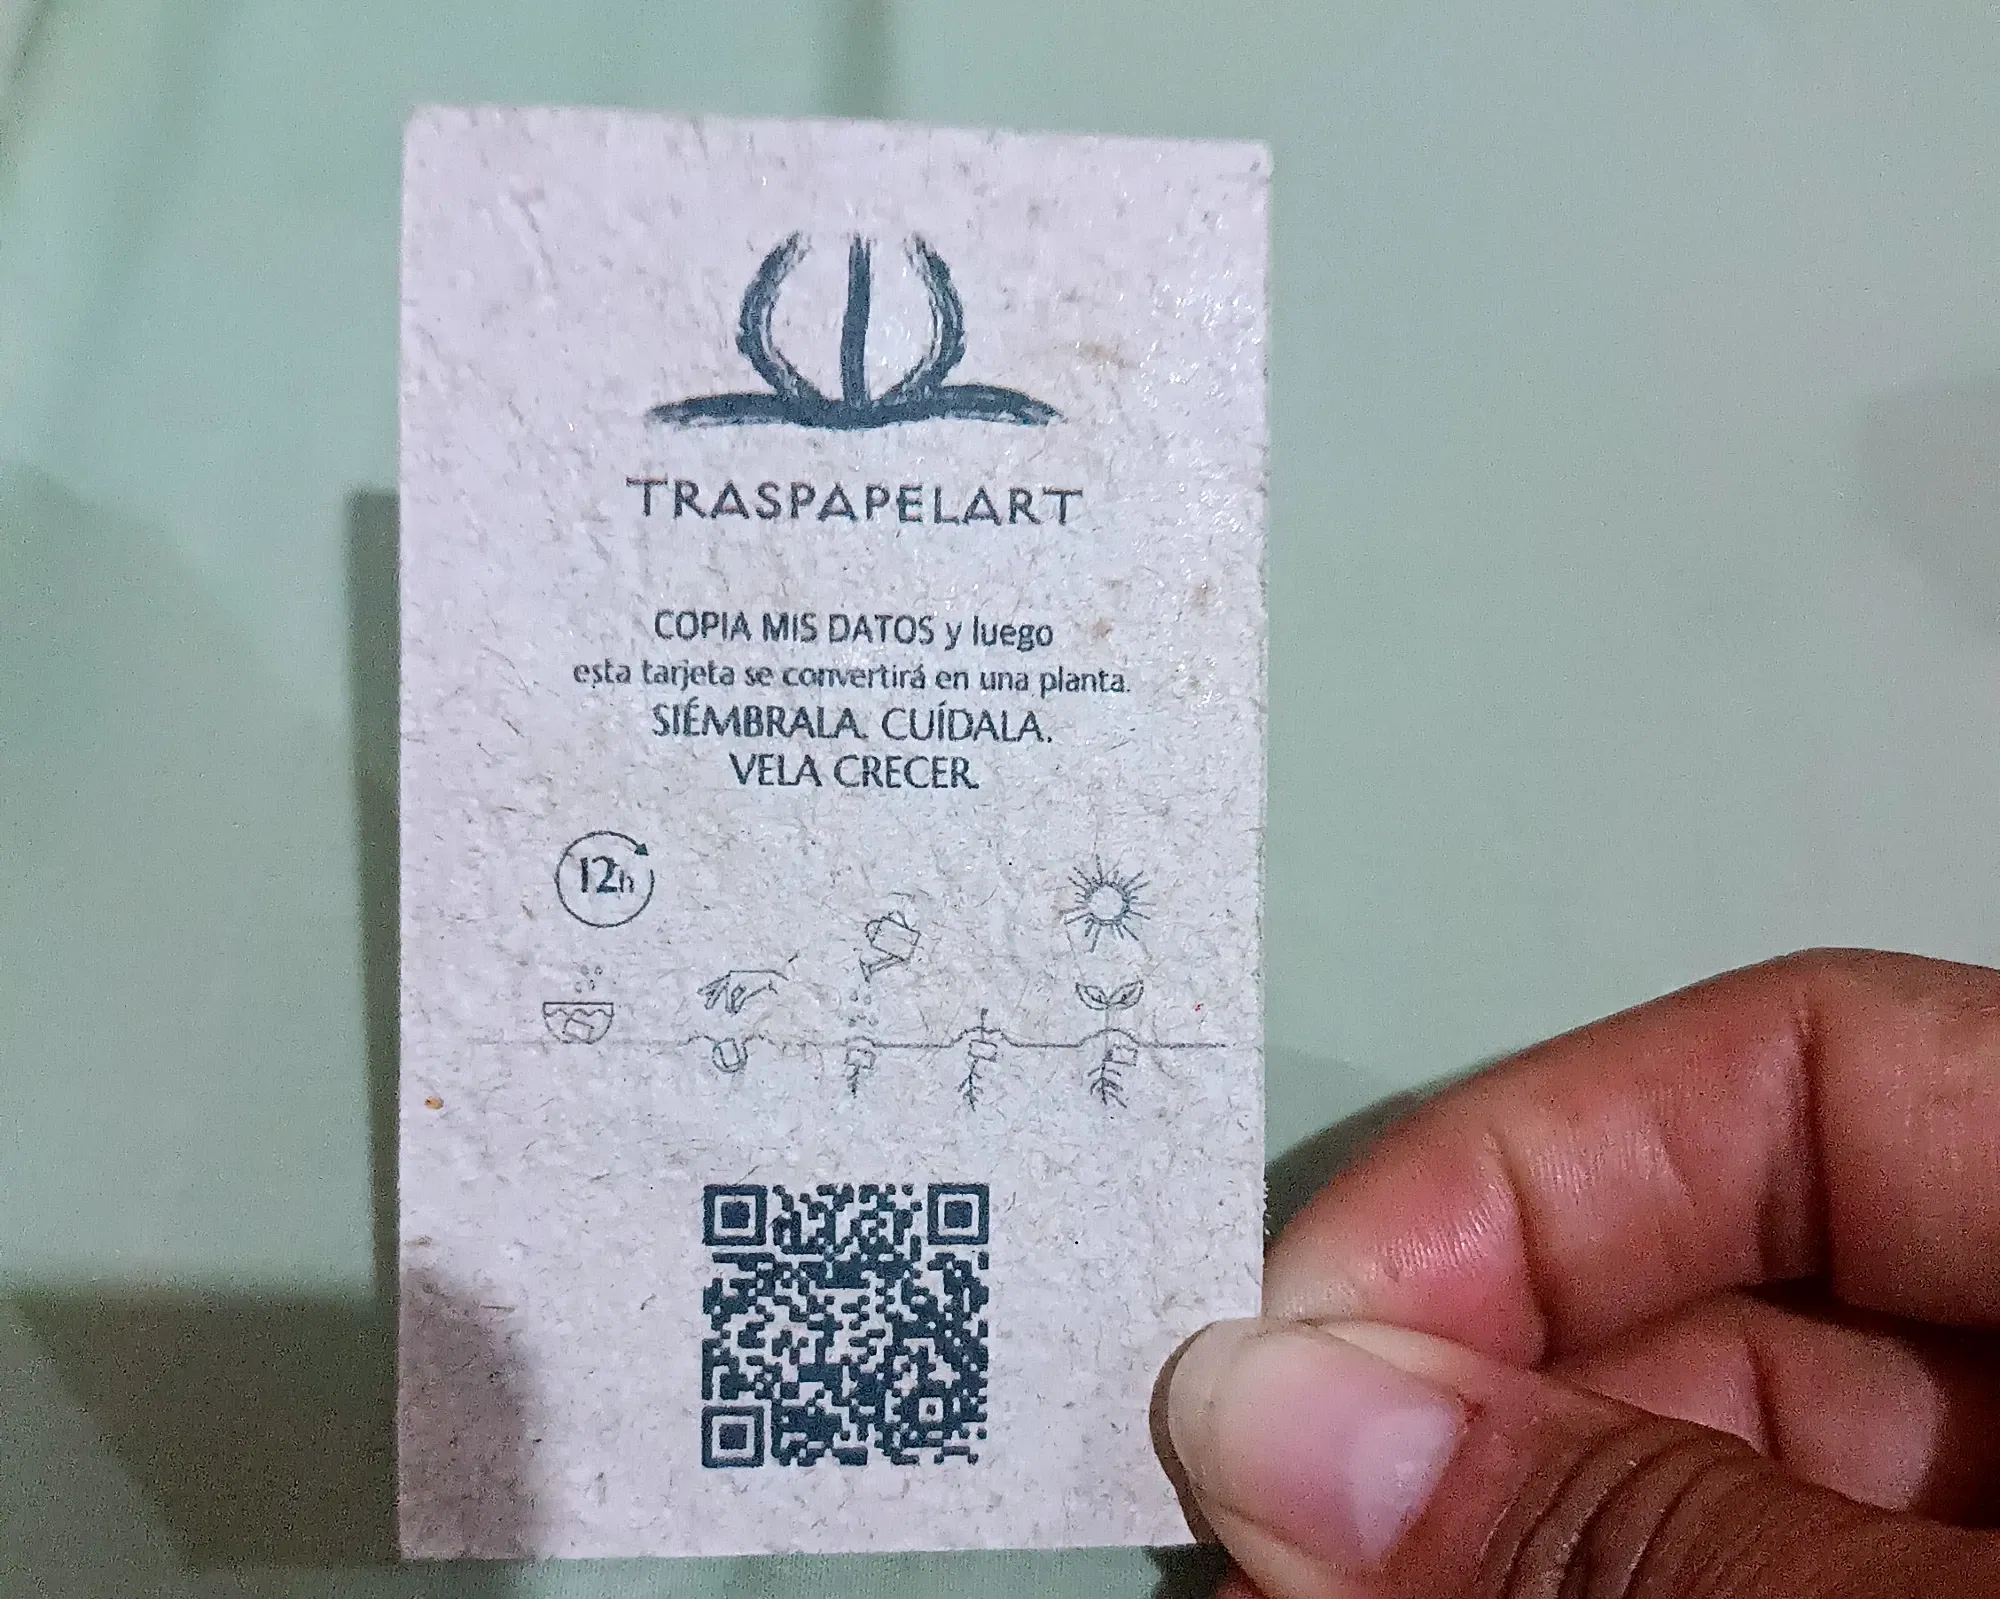 TRASPAPELART
COPIA MIS DATOS y luego
esta tarjeta se convertirá en una planta.
SIÉMBRALA. CUÍDALA.
VELA CRECER.
12h